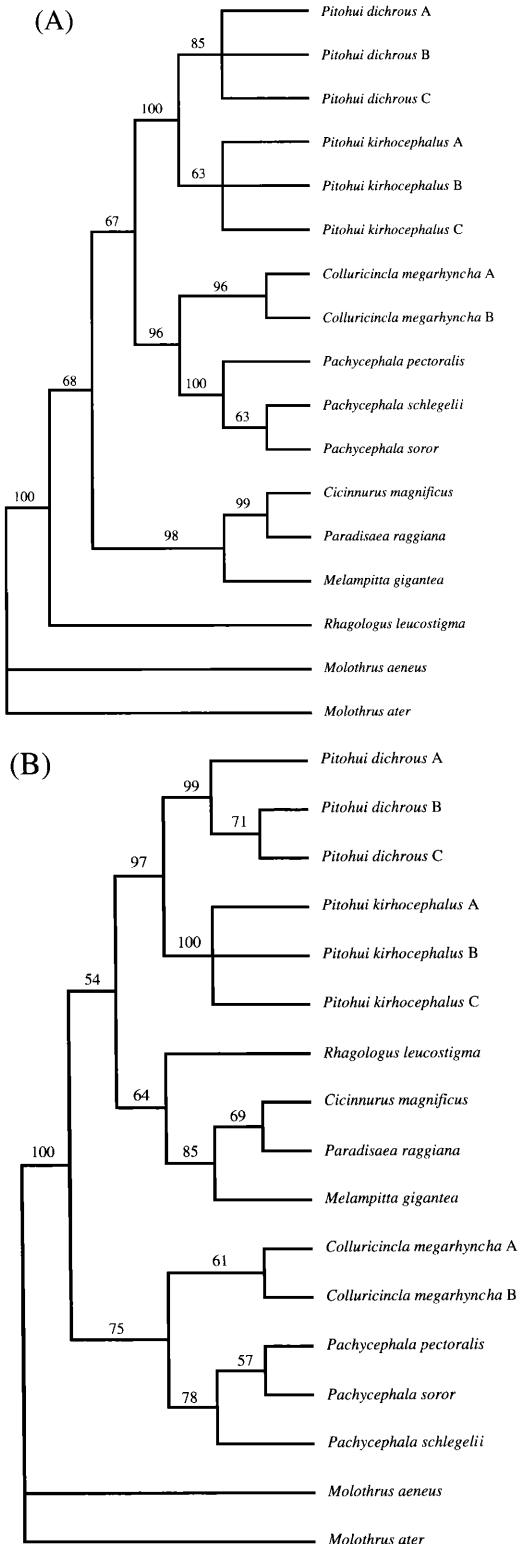 (A)
Pitohui dichrous A
85
Pitohui dichrous B
Pitohui dichrous C
100
Pitohui kirhocephalus A
63
Pitohui kirhocephalus B
Pitohui kirhocephalus C
67
Colluricincla megarhyncha A
96
Colluricincla megarhyncha B
96
Pachycephala pectoralis
100
Pachycephala schlegelii
63
Pachycephala soror
68
Cicinnurus magnificus
99
Paradisaea raggiana
98
Melampitta gigantea
100
Rhagologus leucostigma
Molothrus aeneus
Molothrus ater
(B)
Pitohui dichrous A
99
Pitohui dichrous B
71
Pitohui dichrous C
97
Pitohui kirhocephalus A
100
Pitohui kirhocephalus B
Pitohui kirhocephalus C
54
Rhagologus leucostigma
64
Cicinnurus magnificus
69
Paradisaea raggiana
85
Melampitta gigantea
100
Colluricincla megarhyncha A
61
Colluricincla megarhyncha B
75
Pachycephala pectoralis
57
Pachycephala soror
78
Pachycephala schlegelii
Molothrus aeneus
Molothrus ater